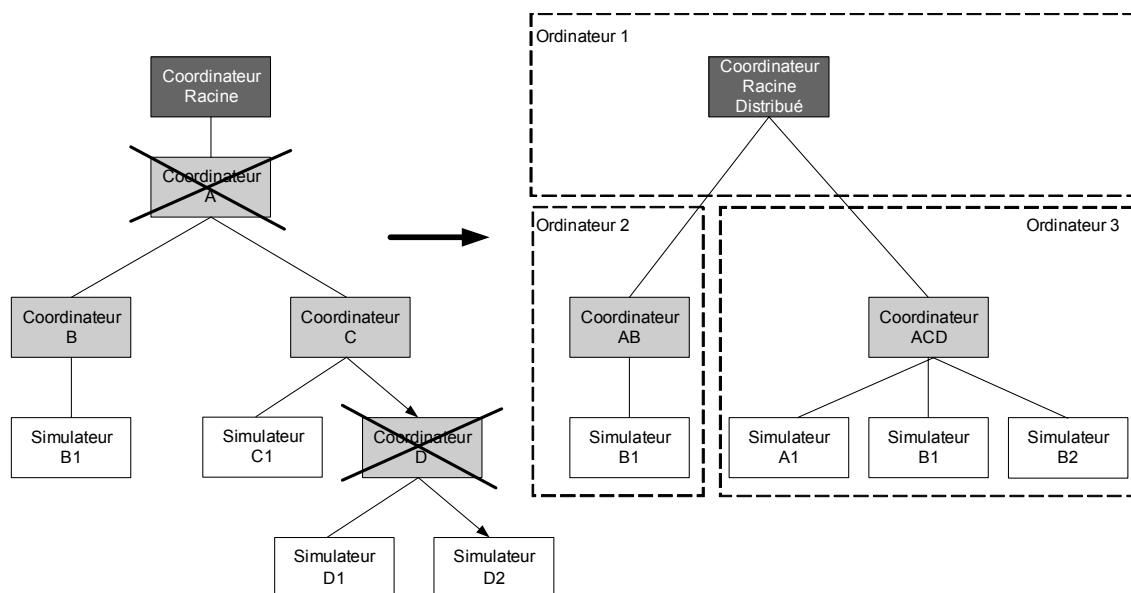 Coordinateur
Racine
Coordinateur
A
Coordinateur
B
Coordinateur
C
Simulateur
B1
Simulateur
C1
Coordinateur
D
Simulateur
D1
Simulateur
D2
Ordinateur 1
Coordinateur
Racine
Distribué
Ordinateur 2
Coordinateur
AB
Simulateur
B1
Ordinateur 3
Coordinateur
ACD
Simulateur
A1
Simulateur
B1
Simulateur
B2